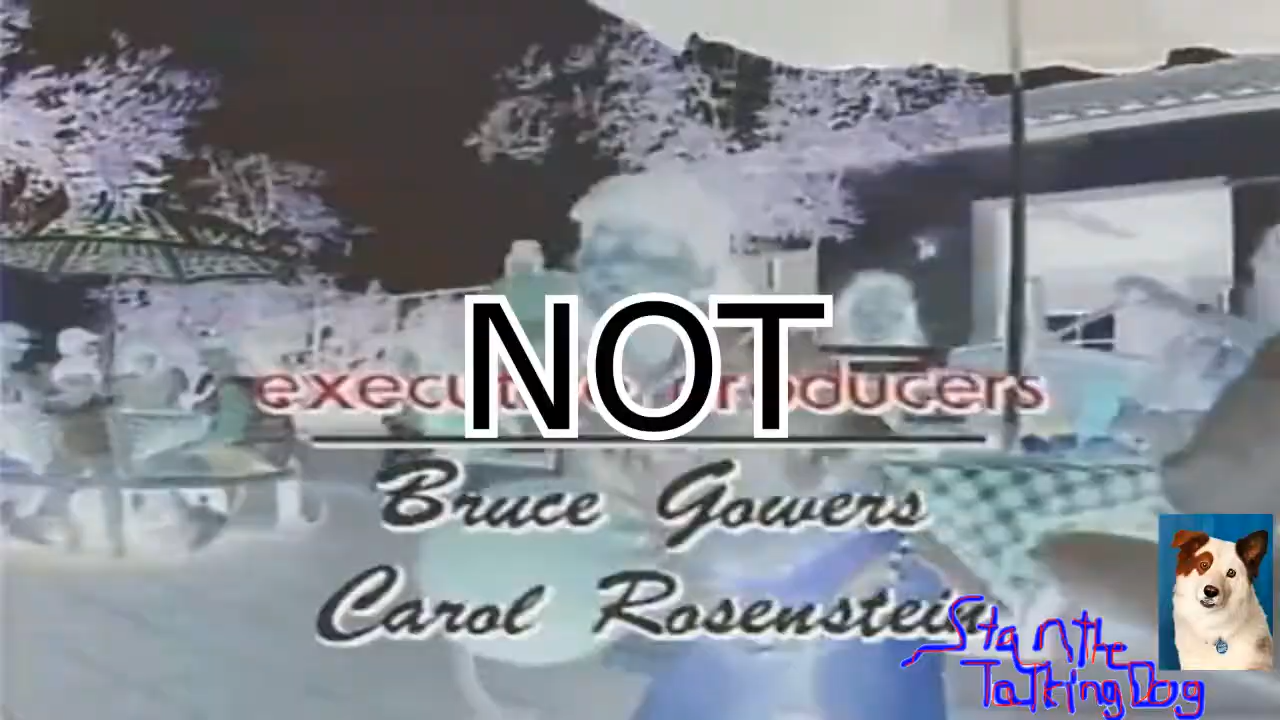 NOT
executive producers
Bruce Gowers
Carol Rosenstein
Stan the
Talking Dog